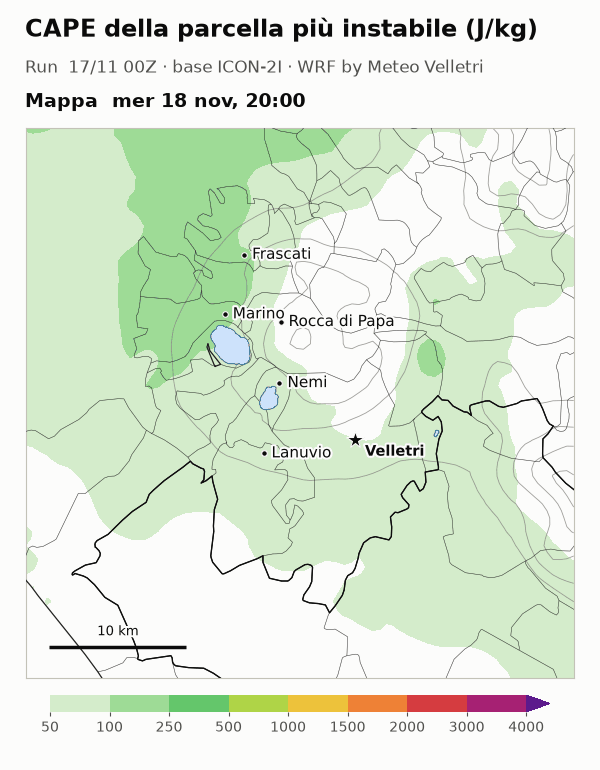 CAPE della parcella più instabile (J/kg)
Run  17/11 00Z · base ICON-2I · WRF by Meteo Velletri
Mappa  mer 18 nov, 20:00
Frascati
Marino
Rocca di Papa
Nemi
Velletri
Lanuvio
10 km
50 100 250 500 1000 1500 2000 3000 4000